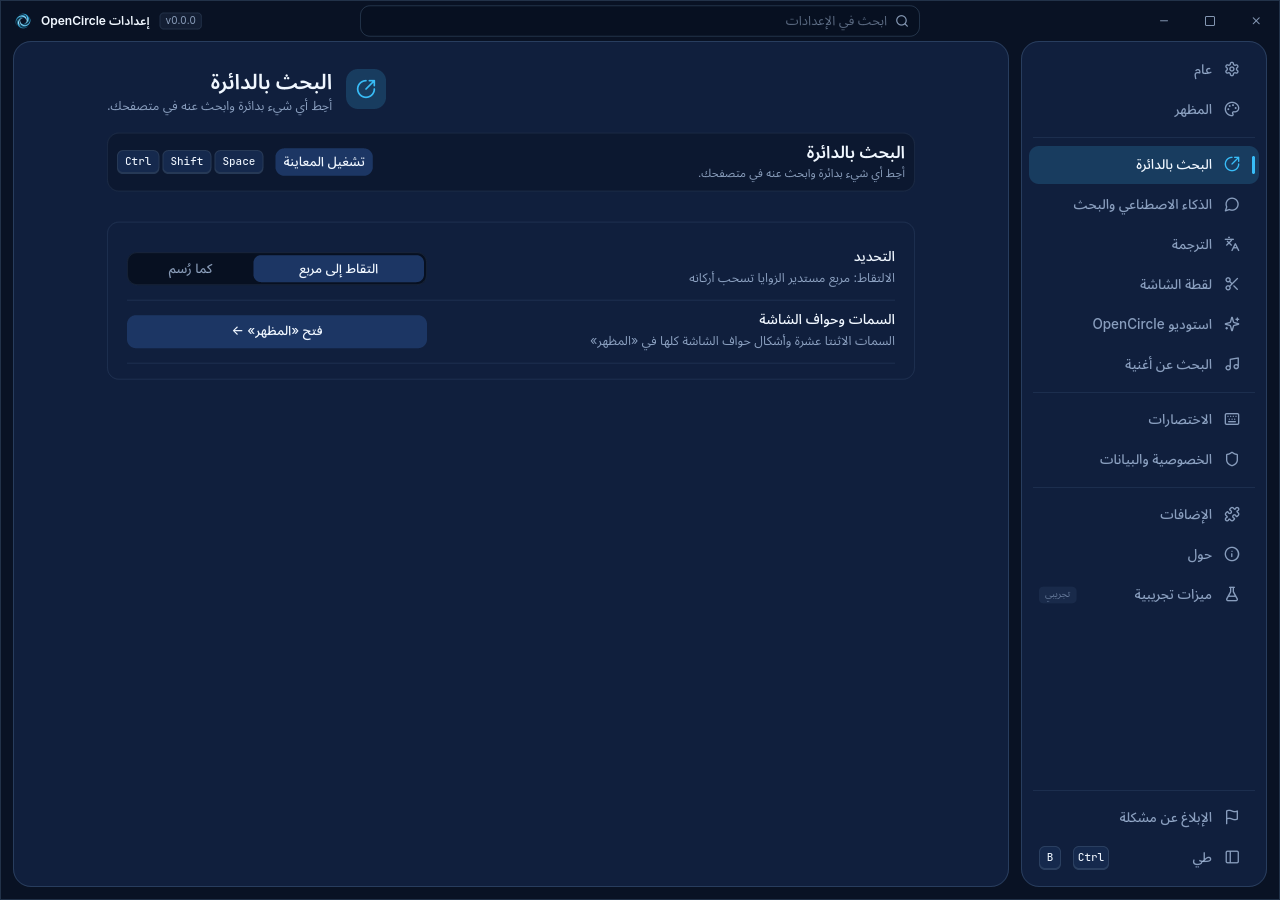 إعدادات OpenCircle
v0.0.0
ابحث في الإعدادات
عام
المظهر
البحث بالدائرة
الذكاء الاصطناعي والبحث
الترجمة
لقطة الشاشة
استوديو OpenCircle
البحث عن أغنية
الاختصارات
الخصوصية والبيانات
الإضافات
حول
ميزات تجريبية
تجريبي
الإبلاغ عن مشكلة
طي
Ctrl B
البحث بالدائرة
أحِط أي شيء بدائرة وابحث عنه في متصفحك.
البحث بالدائرة
أحِط أي شيء بدائرة وابحث عنه في متصفحك.
تشغيل المعاينة
Ctrl Shift Space
التحديد
الالتقاط: مربع مستدير الزوايا تسحب أركانه
التقاط إلى مربع
كما رُسم
السمات وحواف الشاشة
السمات الاثنتا عشرة وأشكال حواف الشاشة كلها في «المظهر»
فتح «المظهر» ←